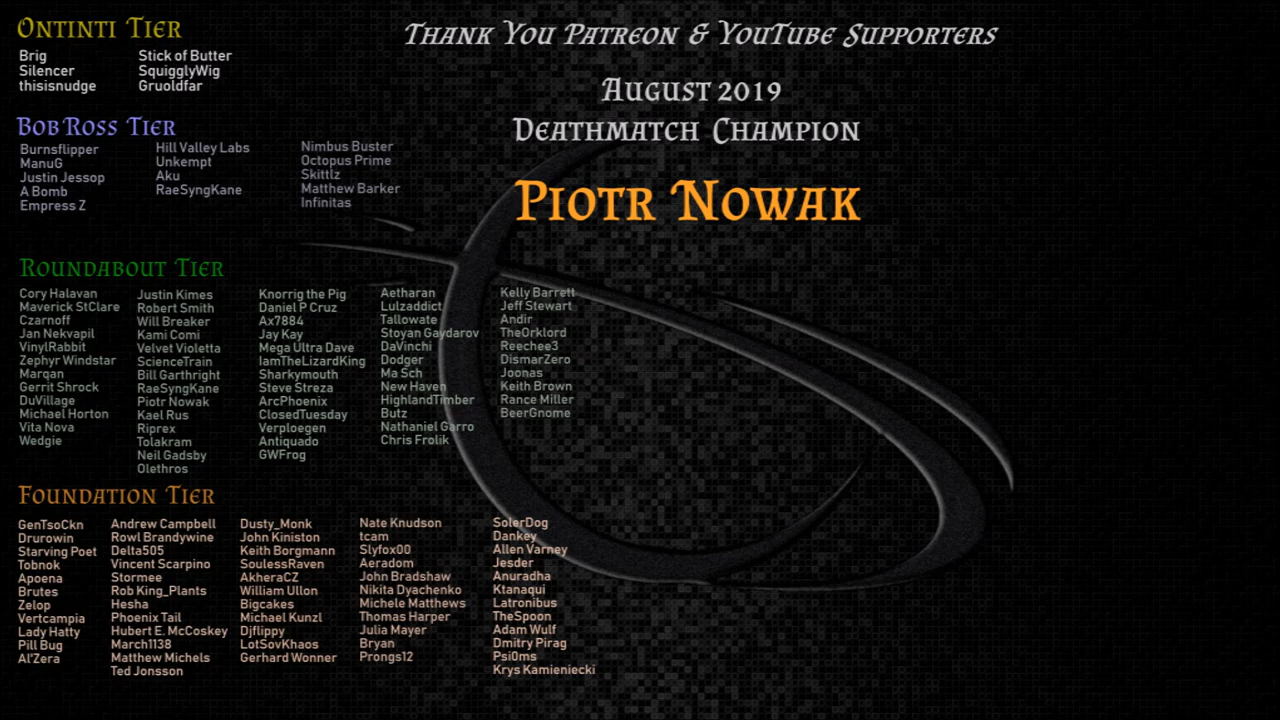 Thank You Patreon & YouTube Supporters
August 2019
Deathmatch Champion
Piotr Nowak
Ontinti Tier
Brig
Silencer
thisisnudge
Stick of Butter
SquigglyWig
Gruoldfar
Bob Ross Tier
Burnsflipper
ManuG
Justin Jessop
A Bomb
Empress Z
Hill Valley Labs
Unkempt
Aku
RaeSyngKane
Nimbus Buster
Octopus Prime
Skittlz
Matthew Barker
Infinitas
Roundabout Tier
Cory Halavan
Maverick StClare
Czarnoff
Jan Nekvapil
VinylRabbit
Zephyr Windstar
Marqan
Gerrit Shrock
DuVillage
Michael Horton
Vita Nova
Wedgie
Justin Kimes
Robert Smith
Will Breaker
Kami Comi
Velvet Violetta
ScienceTrain
Bill Garthright
RaeSyngKane
Piotr Nowak
Kael Rus
Riprex
Tolakram
Neil Gadsby
Olethros
Knorrig the Pig
Daniel P Cruz
Ax7884
Jay Kay
Mega Ultra Dave
IamTheLizardKing
Sharkymouth
Steve Streza
ArcPhoenix
ClosedTuesday
Verploegen
Antiquado
GWFrog
Aetharan
Lulzaddict
Tallowate
Stoyan Gaydarov
DaVinchi
Dodger
Ma Sch
New Haven
HighlandTimber
Butz
Nathaniel Garro
Chris Frolik
Kelly Barrett
Jeff Stewart
Andir
TheOrklord
Reechee3
DismarZero
Joonas
Keith Brown
Rance Miller
BeerGnome
Foundation Tier
GenTsoCkn
Drurowin
Starving Poet
Tobnok
Apoena
Brutes
Zelop
Vertcampia
Lady Hatty
Pill Bug
Al'Zera
Andrew Campbell
Rowl Brandywine
Delta505
Vincent Scarpino
Stormee
Rob King_Plants
Hesha
Phoenix Tail
Hubert E. McCoskey
March1138
Matthew Michels
Ted Jonsson
Dusty_Monk
John Kiniston
Keith Borgmann
SoulessRaven
AkheraCZ
William Ullon
Bigcakes
Michael Kunzl
Djflippy
LotSovKhaos
Gerhard Wonner
Nate Knudson
tcam
Slyfox00
Aeradom
John Bradshaw
Nikita Dyachenko
Michele Matthews
Thomas Harper
Julia Mayer
Bryan
Prongs12
SolerDog
Dankey
Allen Varney
Jesder
Anuradha
Ktanaqui
Latronibus
TheSpoon
Adam Wulf
Dmitry Pirag
Psi0ms
Krys Kamieniecki